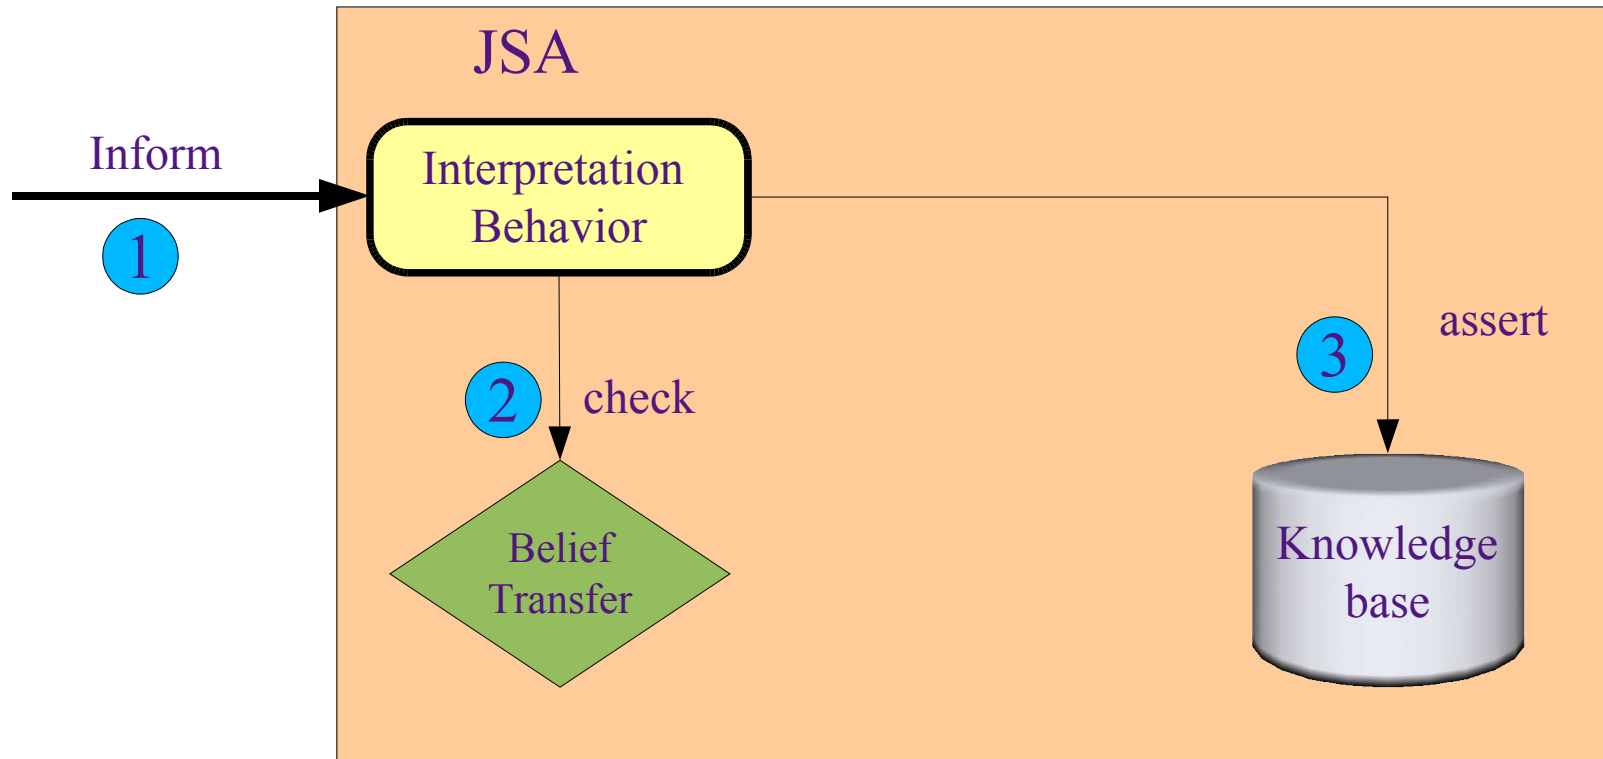 JSA
Inform
1
Interpretation
Behavior
2
check
3
assert
Belief
Transfer
Knowledge
base